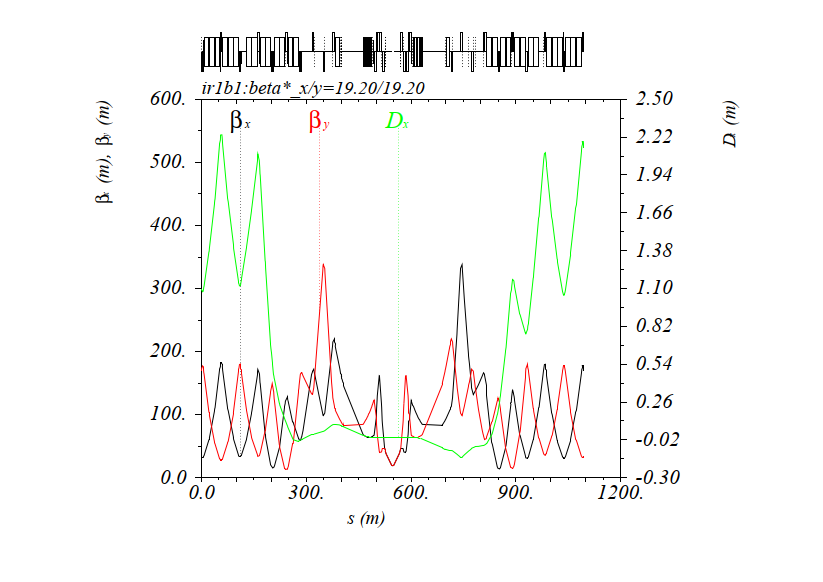 ir1b1:beta*_x/y=19.20/19.20
600.
500.
400.
300.
200.
100.
0.0
2.50
2.22
1.94
1.66
1.38
1.10
0.82
0.54
0.26
-0.02
-0.30
βx
βy
Dx
βx (m), βy (m)
Dx (m)
0.0 300. 600. 900. 1200.
s (m)